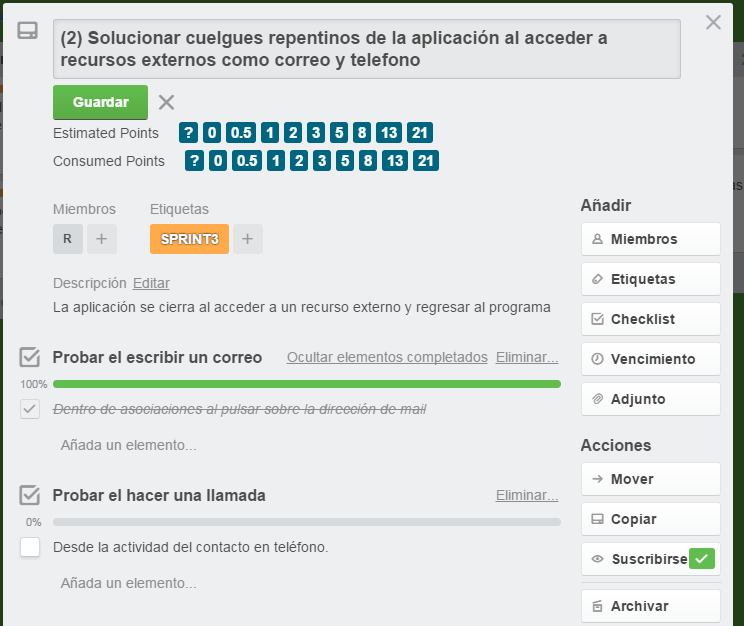 (2) Solucionar cuelgues repentinos de la aplicación al acceder a
recursos externos como correo y telefono
Guardar
Estimated Points ? 0 0.5 1 2 3 5 8 13 21
Consumed Points ? 0 0.5 1 2 3 5 8 13 21
Miembros Etiquetas
R + SPRINT3 +
Descripción Editar
La aplicación se cierra al acceder a un recurso externo y regresar al programa
Probar el escribir un correo Ocultar elementos completados Eliminar...
100%
Dentro de asociaciones al pulsar sobre la dirección de mail
Añada un elemento...
Probar el hacer una llamada Eliminar...
0%
Desde la actividad del contacto en teléfono.
Añada un elemento...
Añadir
Miembros
Etiquetas
Checklist
Vencimiento
Adjunto
Acciones
Mover
Copiar
Suscribirse
Archivar